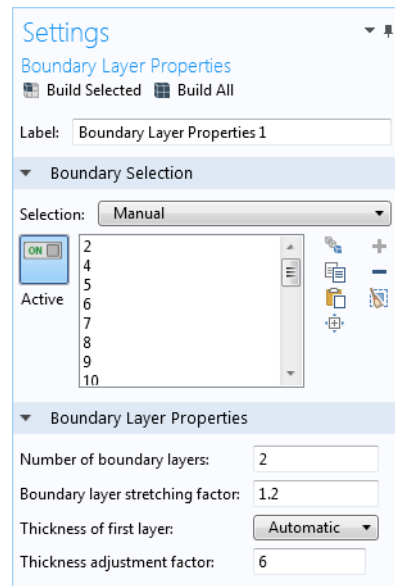 Settings
Boundary Layer Properties
Build Selected Build All
Label: Boundary Layer Properties 1
Boundary Selection
Selection: Manual
ON
Active
2
4
5
6
7
8
9
10
Boundary Layer Properties
Number of boundary layers: 2
Boundary layer stretching factor: 1.2
Thickness of first layer: Automatic
Thickness adjustment factor: 6